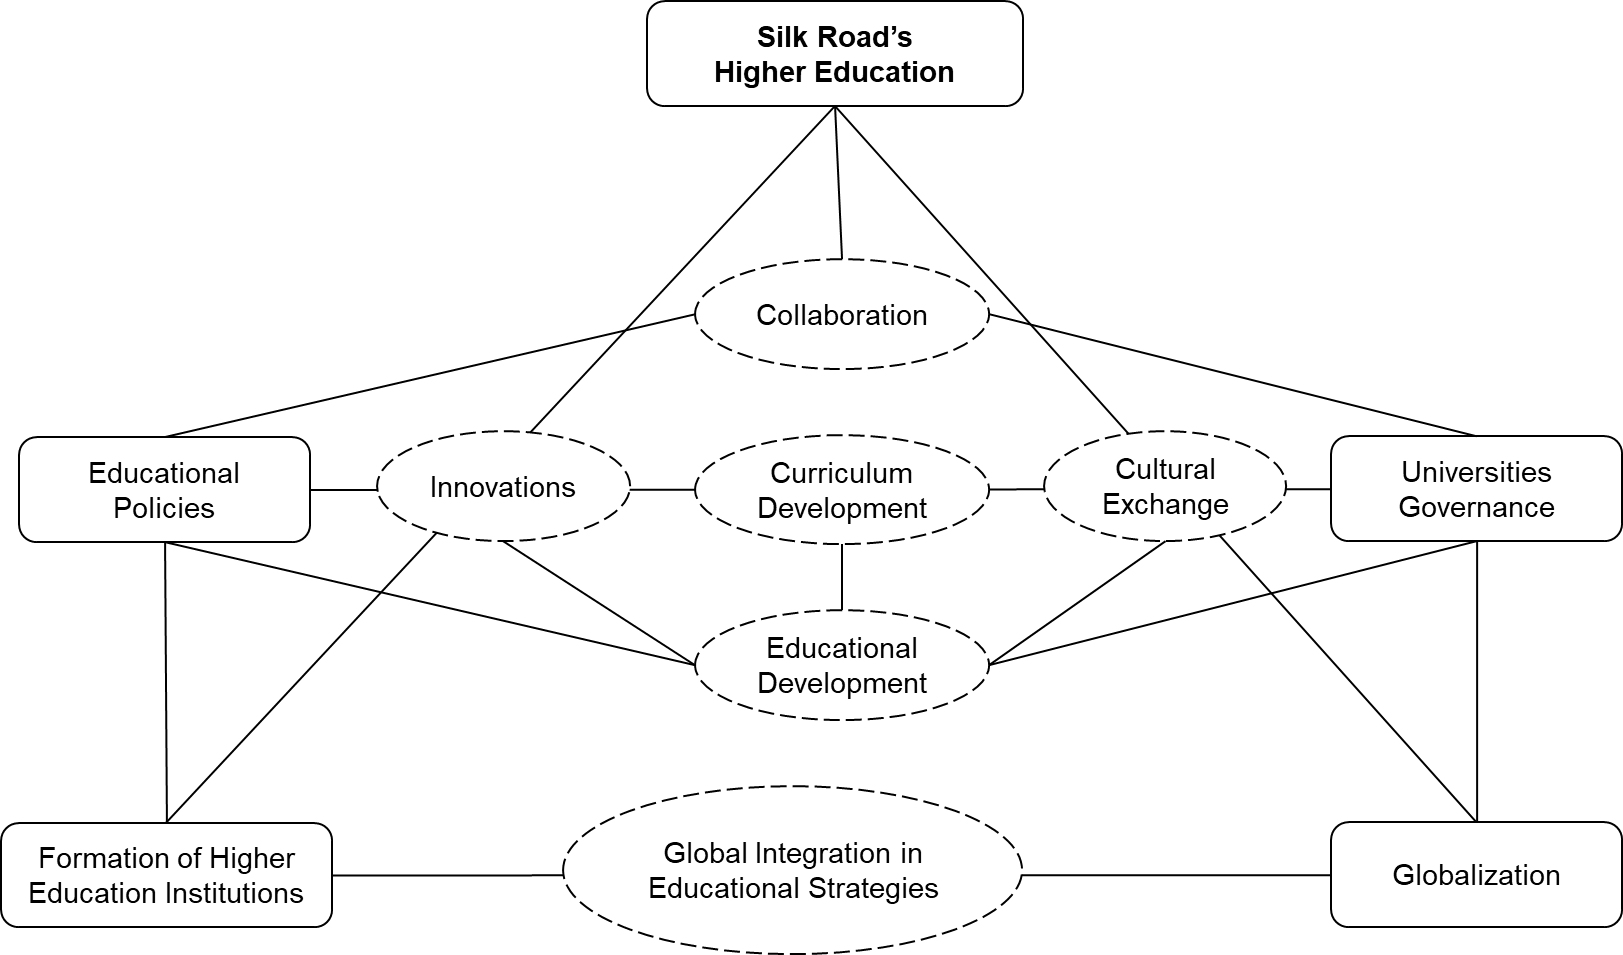 Silk Road’s
Higher Education
Collaboration
Educational
Policies
Innovations
Curriculum
Development
Cultural
Exchange
Universities
Governance
Educational
Development
Formation of Higher
Education Institutions
Global Integration in
Educational Strategies
Globalization